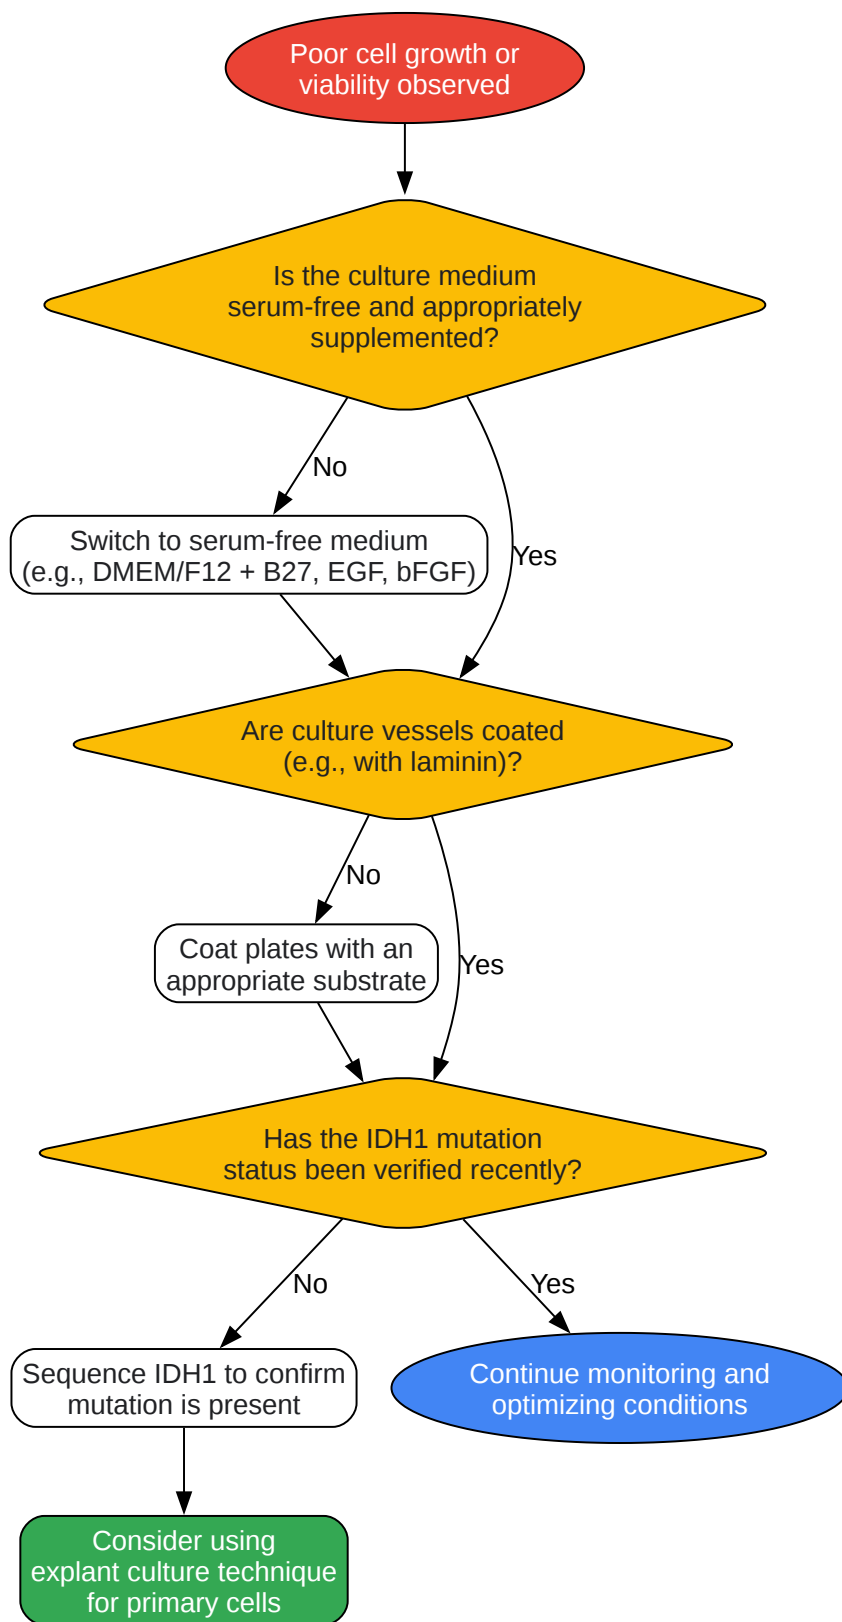 Poor cell growth or
viability observed
Is the culture medium
serum-free and appropriately
supplemented?
No
Yes
Switch to serum-free medium
(e.g., DMEM/F12 + B27, EGF, bFGF)
Are culture vessels coated
(e.g., with laminin)?
No
Yes
Coat plates with an
appropriate substrate
Has the IDH1 mutation
status been verified recently?
No
Yes
Sequence IDH1 to confirm
mutation is present
Continue monitoring and
optimizing conditions
Consider using
explant culture technique
for primary cells